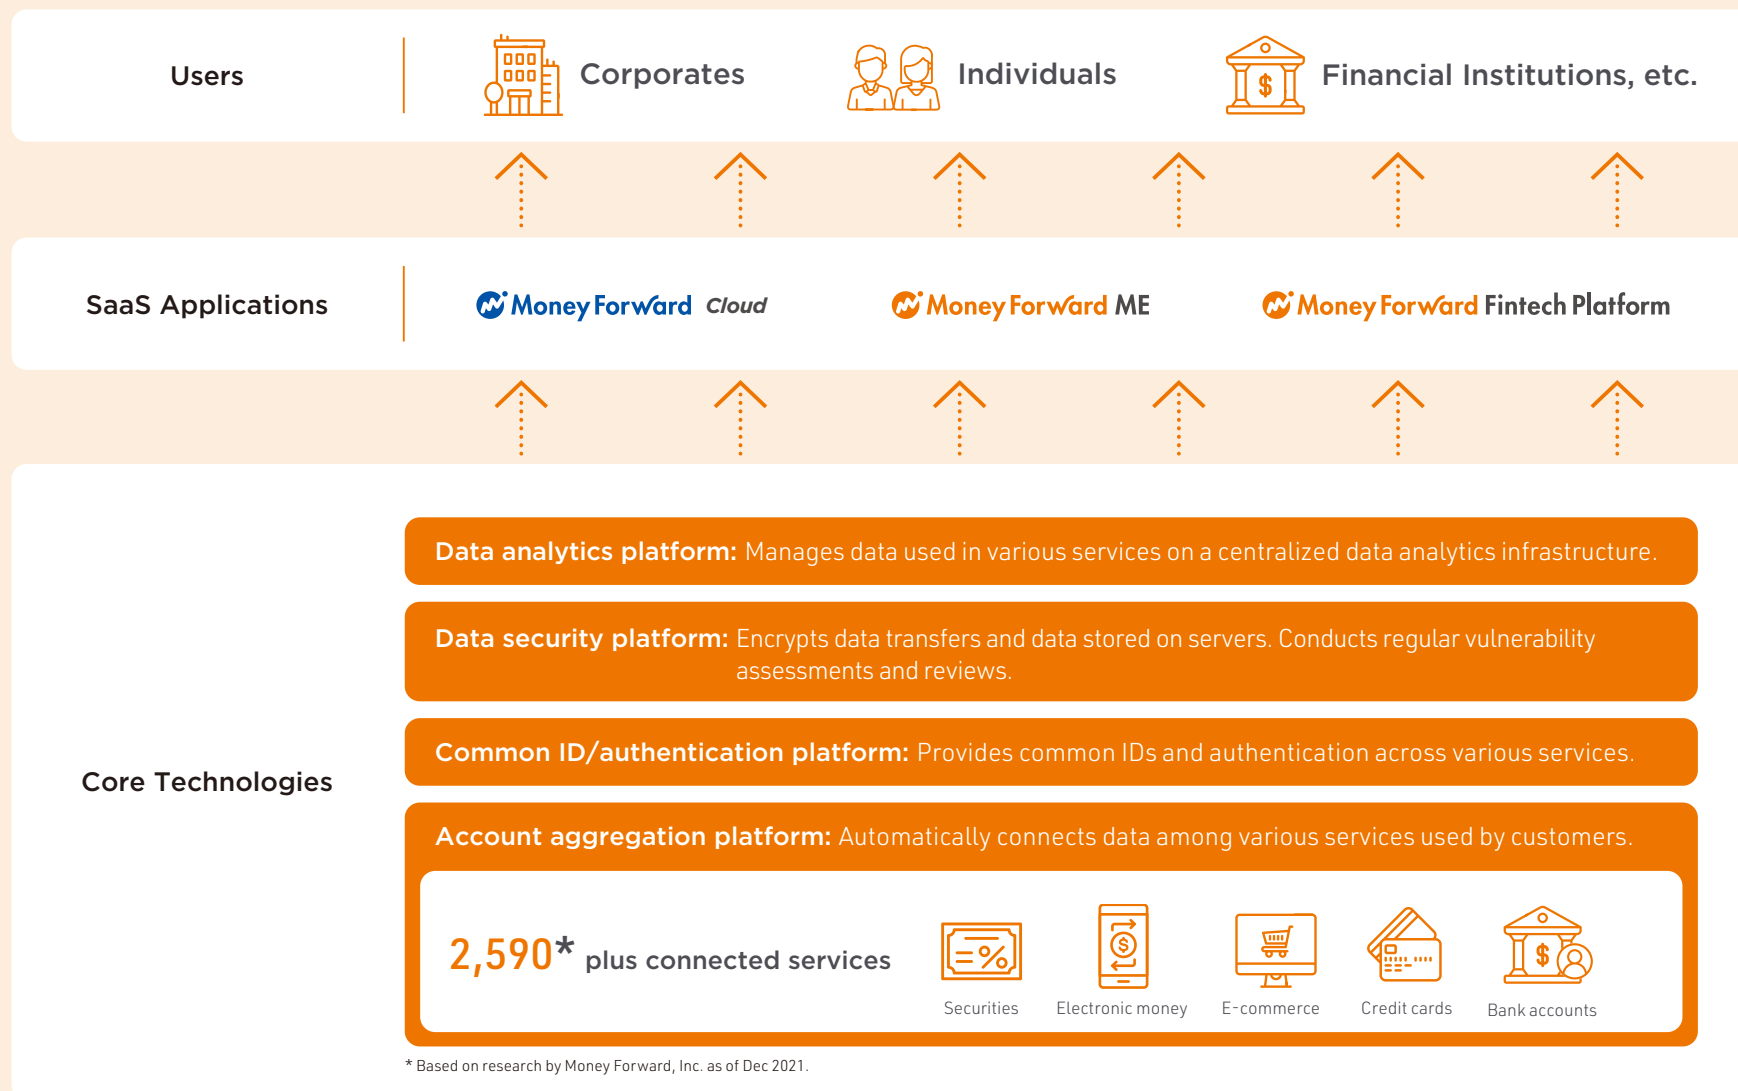 Users
Corporates
Individuals
Financial Institutions, etc.
SaaS Applications
Money Forward Cloud
Money Forward ME
Money Forward Fintech Platform
Core Technologies
Data analytics platform: Manages data used in various services on a centralized data analytics infrastructure.
Data security platform: Encrypts data transfers and data stored on servers. Conducts regular vulnerability
assessments and reviews.
Common ID/authentication platform: Provides common IDs and authentication across various services.
Account aggregation platform: Automatically connects data among various services used by customers.
2,590* plus connected services
Securities
Electronic money
E-commerce
Credit cards
Bank accounts
* Based on research by Money Forward, Inc. as of Dec 2021.